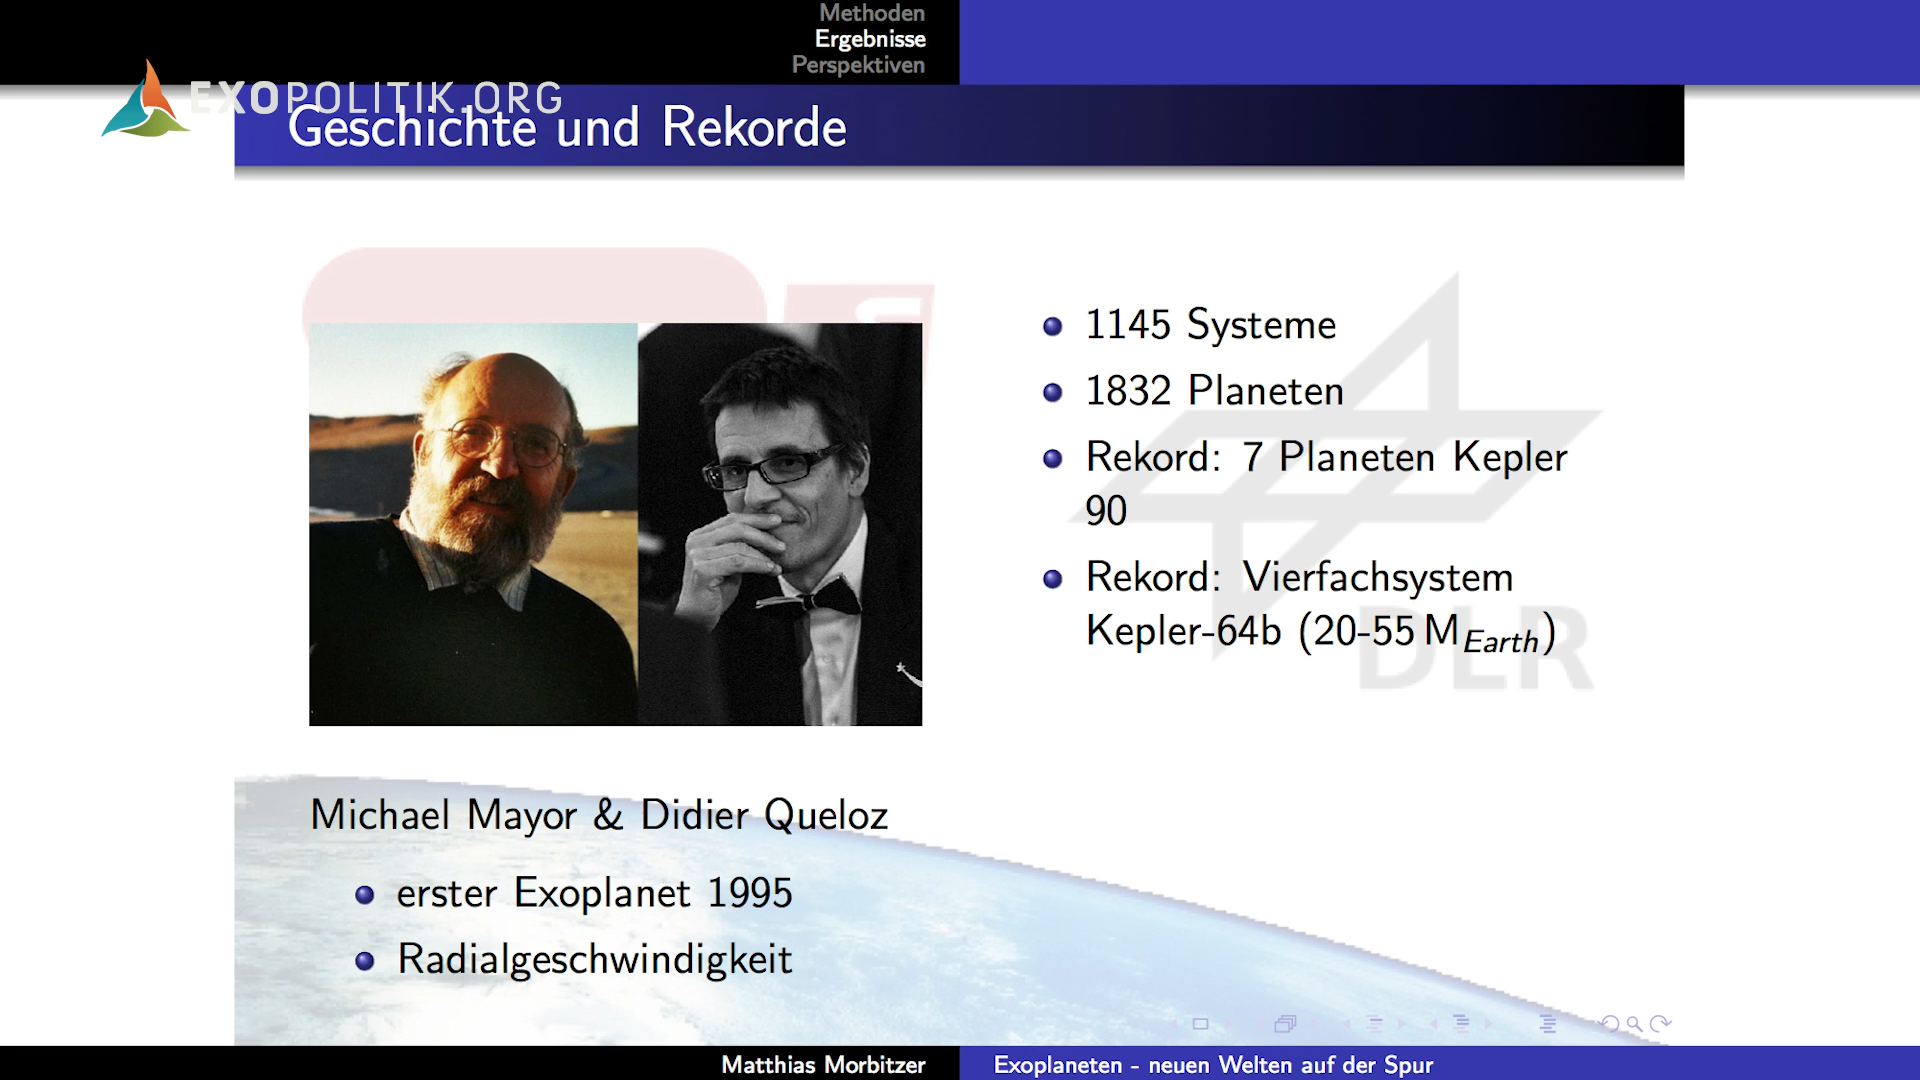 Methoden
Ergebnisse
Perspektiven
EXOPOLITIK.ORG
Geschichte und Rekorde
1145 Systeme
1832 Planeten
Rekord: 7 Planeten Kepler
90
Rekord: Vierfachsystem
Kepler-64b (20-55 M_Earth)
DLR
Michael Mayor & Didier Queloz
erster Exoplanet 1995
Radialgeschwindigkeit
Matthias Morbitzer
Exoplaneten - neuen Welten auf der Spur